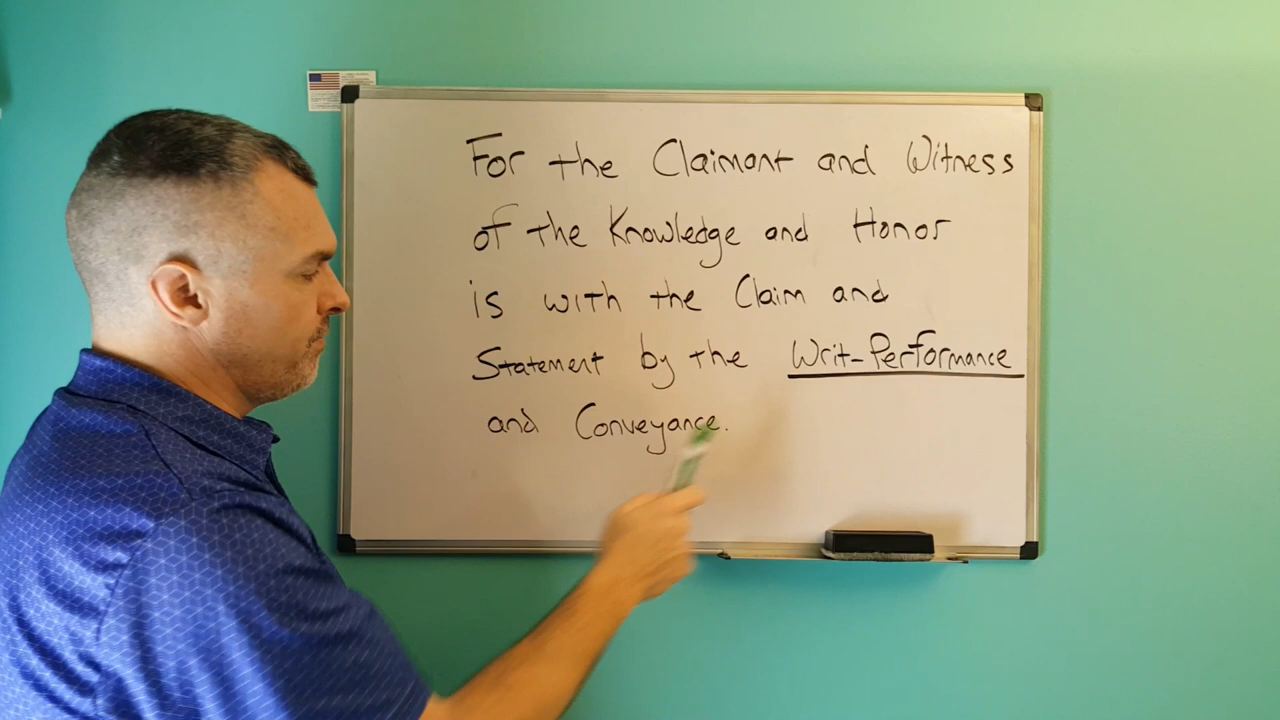 For the Claimant and Witness
of the Knowledge and Honor
is with the Claim and
Statement by the Writ-Performance
and Conveyance.